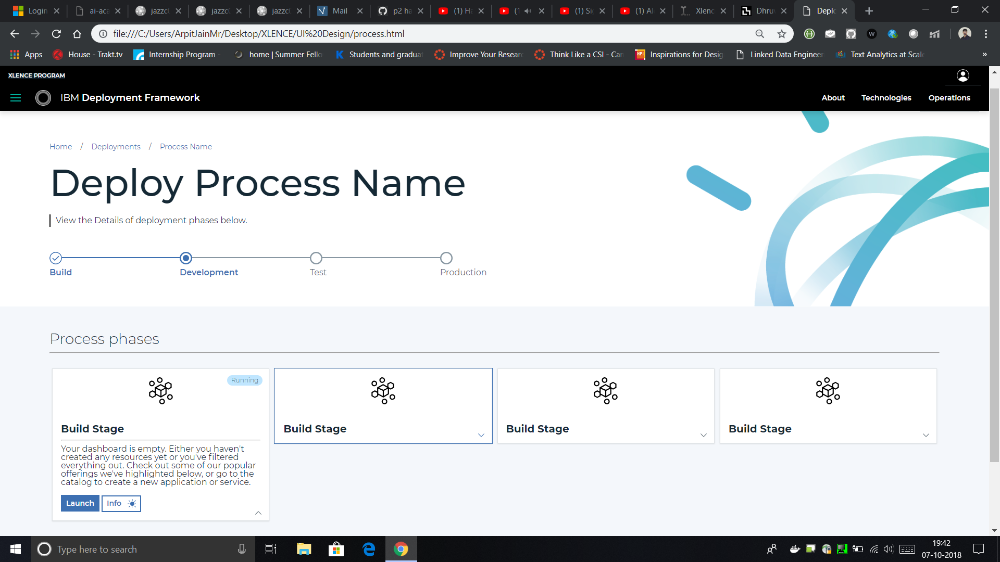 Login
ai-aca
jazzc
jazzc
jazzc
Mail
p2 ha
(1) Ha
(1
(1) Si
(1) Al
Xlenc
Dhru
Deplo
file:///C:/Users/ArpitJainMr/Desktop/XLENCE/UI%20Design/process.html
Apps
House - Trakt.tv
Internship Program -
home | Summer Fello
Students and graduat
Improve Your Researc
Think Like a CSI - Can
Inspirations for Desig
Linked Data Engineer
Text Analytics at Scale
»
XLENCE PROGRAM
IBM Deployment Framework
About
Technologies
Operations
Home / Deployments / Process Name
Deploy Process Name
View the Details of deployment phases below.
Build
Development
Test
Production
Process phases
Running
Build Stage
Your dashboard is empty. Either you haven't
created any resources yet or you've filtered
everything out. Check out some of our popular
offerings we've highlighted below, or go to the
catalog to create a new application or service.
Launch
Info
Build Stage
Build Stage
Build Stage
Type here to search
19:42
07-10-2018